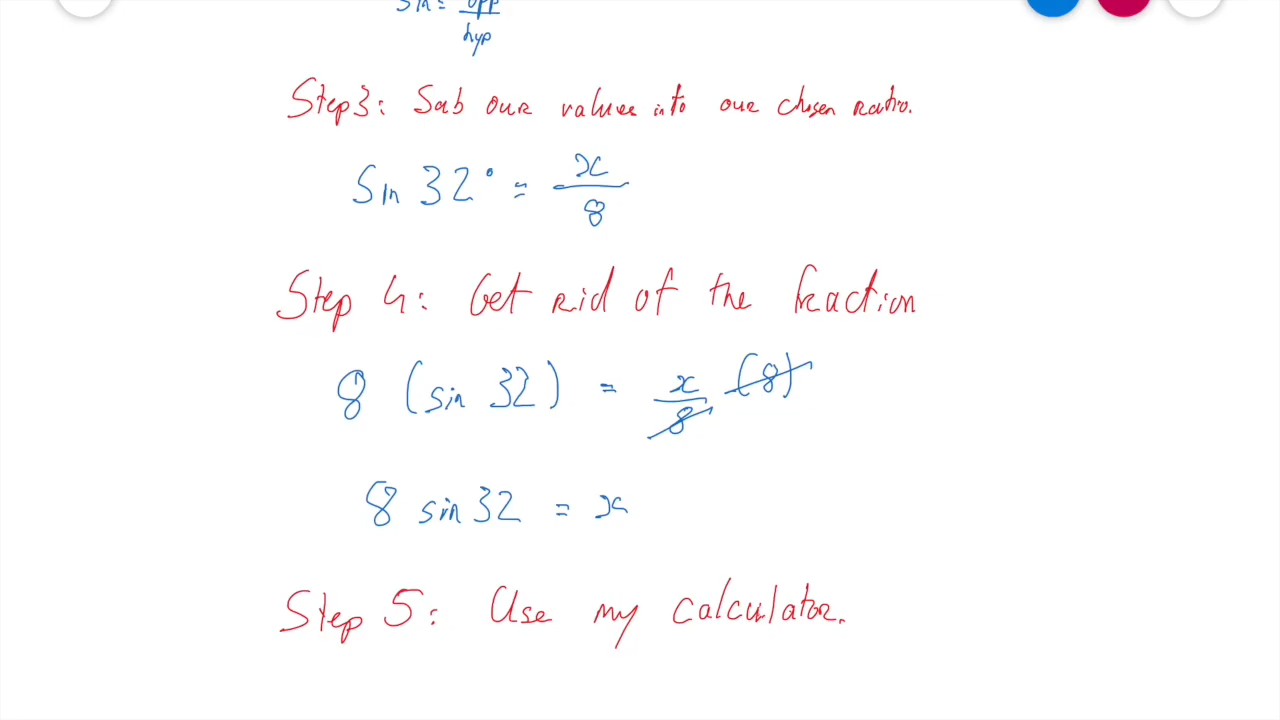 Sin = opp
hyp
Step 3: Sub our values into our chosen ratio.
Sin 32° = x
8
Step 4: Get rid of the fraction
8 (sin 32) = x (8)
8
8 sin 32 = x
Step 5: Use my calculator.